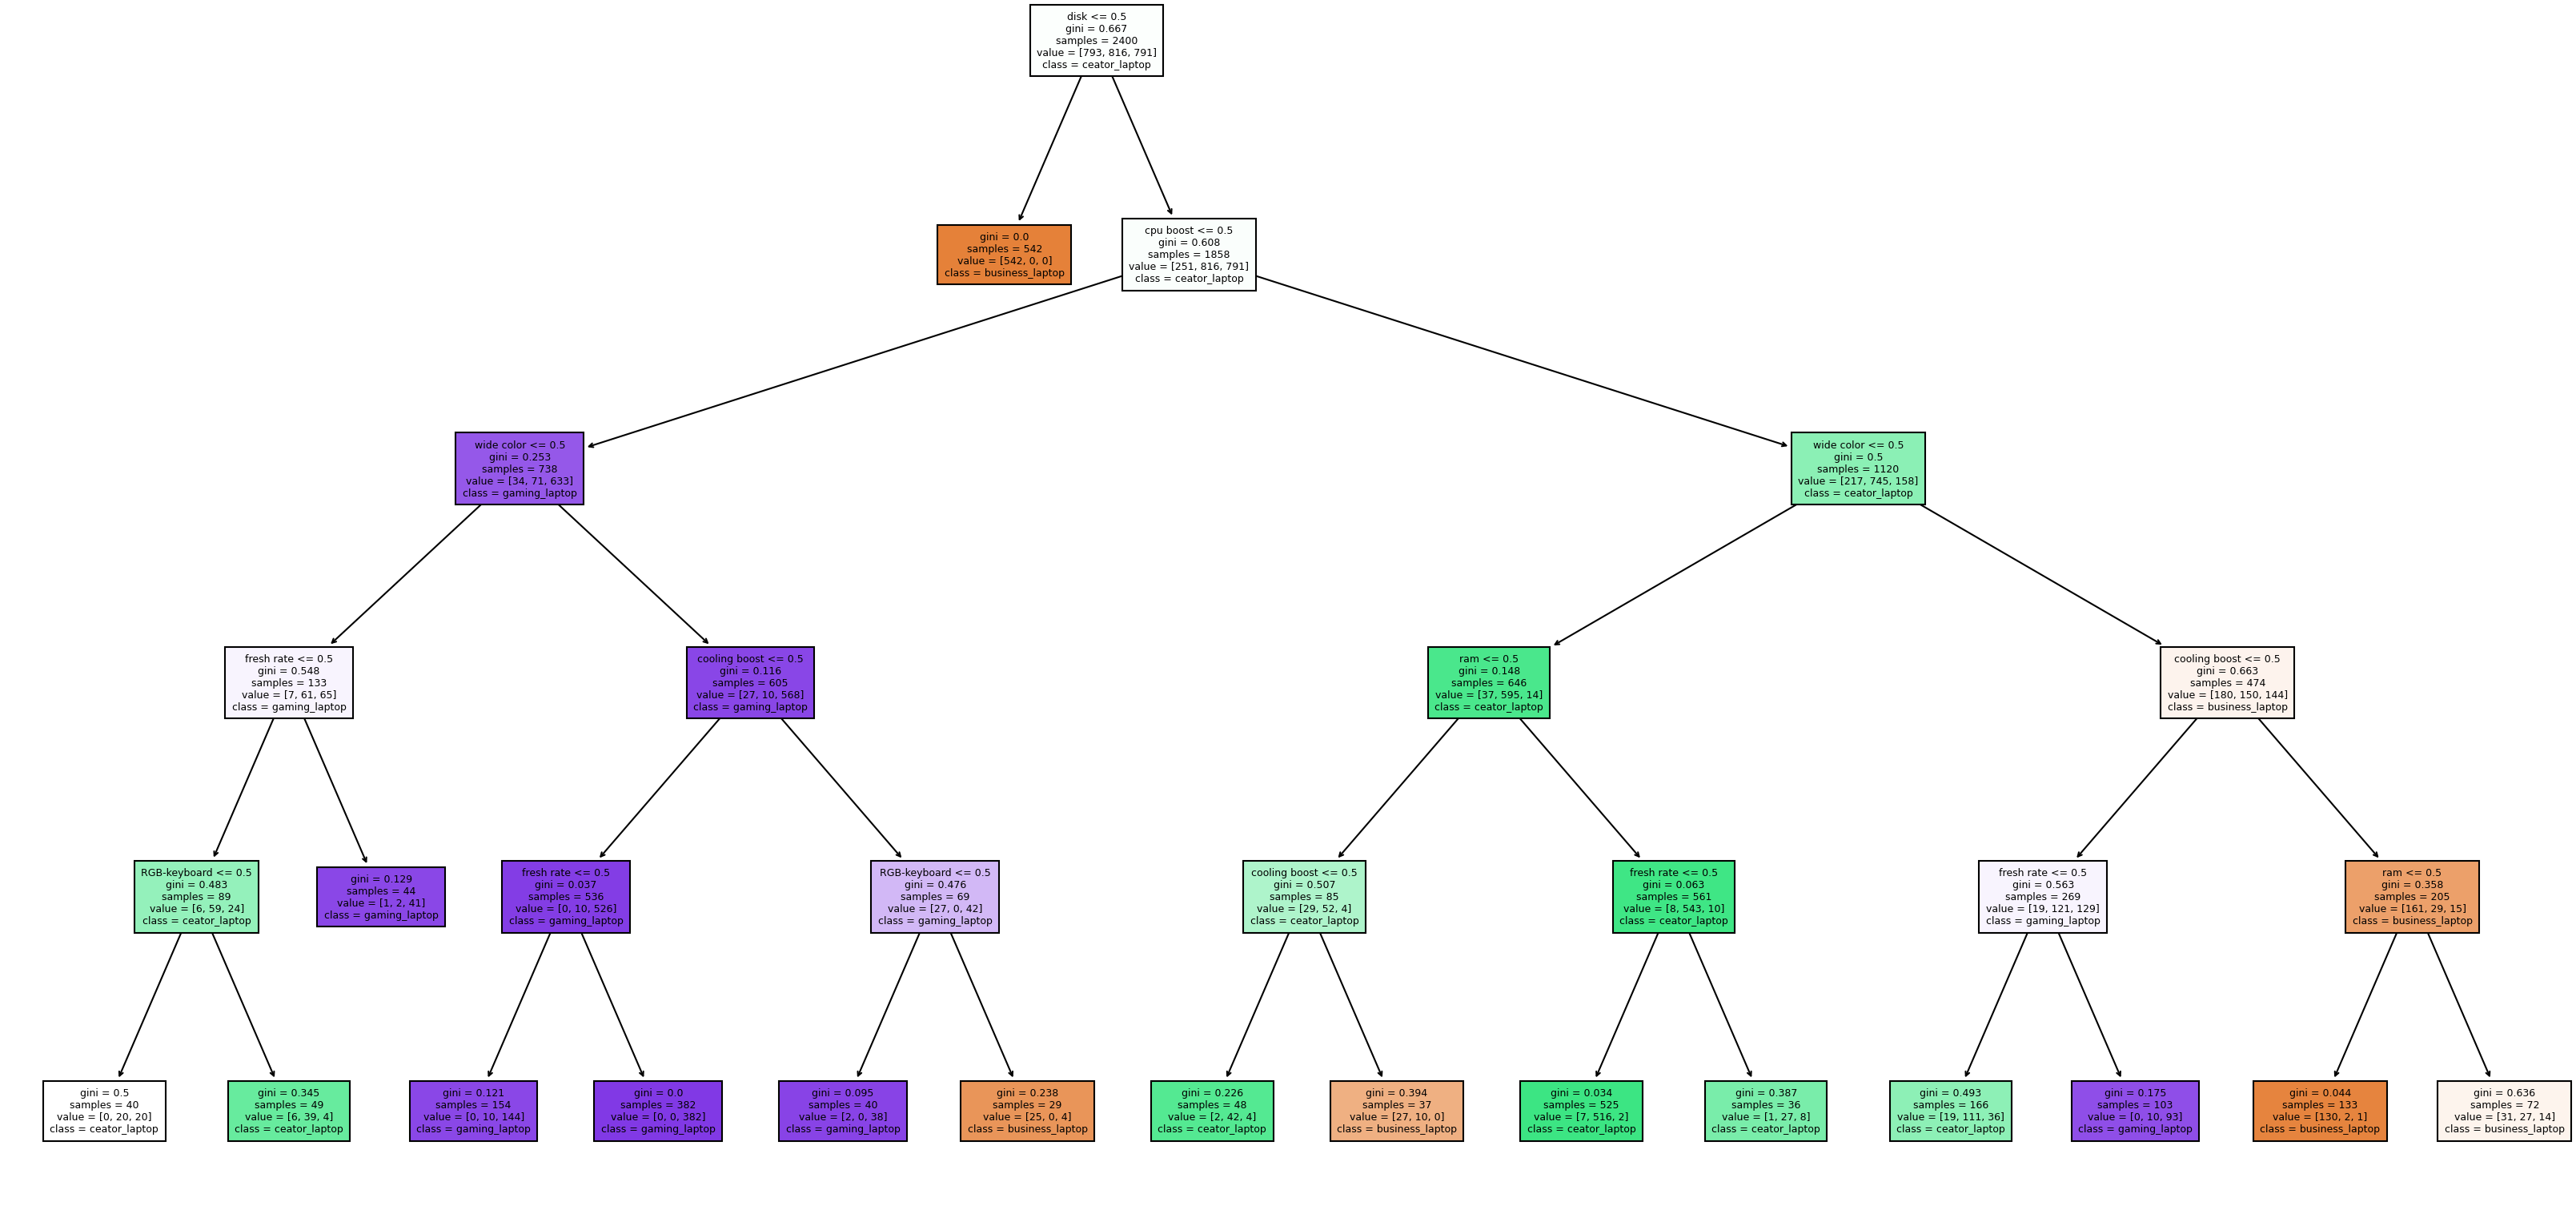 disk <= 0.5
gini = 0.667
samples = 2400
value = [793, 816, 791]
class = ceator_laptop
gini = 0.0
samples = 542
value = [542, 0, 0]
class = business_laptop
cpu boost <= 0.5
gini = 0.608
samples = 1858
value = [251, 816, 791]
class = ceator_laptop
wide color <= 0.5
gini = 0.253
samples = 738
value = [34, 71, 633]
class = gaming_laptop
wide color <= 0.5
gini = 0.5
samples = 1120
value = [217, 745, 158]
class = ceator_laptop
fresh rate <= 0.5
gini = 0.548
samples = 133
value = [7, 61, 65]
class = gaming_laptop
cooling boost <= 0.5
gini = 0.116
samples = 605
value = [27, 10, 568]
class = gaming_laptop
ram <= 0.5
gini = 0.148
samples = 646
value = [37, 595, 14]
class = ceator_laptop
cooling boost <= 0.5
gini = 0.663
samples = 474
value = [180, 150, 144]
class = business_laptop
RGB-keyboard <= 0.5
gini = 0.483
samples = 89
value = [6, 59, 24]
class = ceator_laptop
gini = 0.129
samples = 44
value = [1, 2, 41]
class = gaming_laptop
fresh rate <= 0.5
gini = 0.037
samples = 536
value = [0, 10, 526]
class = gaming_laptop
RGB-keyboard <= 0.5
gini = 0.476
samples = 69
value = [27, 0, 42]
class = gaming_laptop
cooling boost <= 0.5
gini = 0.507
samples = 85
value = [29, 52, 4]
class = ceator_laptop
fresh rate <= 0.5
gini = 0.063
samples = 561
value = [8, 543, 10]
class = ceator_laptop
fresh rate <= 0.5
gini = 0.563
samples = 269
value = [19, 121, 129]
class = gaming_laptop
ram <= 0.5
gini = 0.358
samples = 205
value = [161, 29, 15]
class = business_laptop
gini = 0.5
samples = 40
value = [0, 20, 20]
class = ceator_laptop
gini = 0.345
samples = 49
value = [6, 39, 4]
class = ceator_laptop
gini = 0.121
samples = 154
value = [0, 10, 144]
class = gaming_laptop
gini = 0.0
samples = 382
value = [0, 0, 382]
class = gaming_laptop
gini = 0.095
samples = 40
value = [2, 0, 38]
class = gaming_laptop
gini = 0.238
samples = 29
value = [25, 0, 4]
class = business_laptop
gini = 0.226
samples = 48
value = [2, 42, 4]
class = ceator_laptop
gini = 0.394
samples = 37
value = [27, 10, 0]
class = business_laptop
gini = 0.034
samples = 525
value = [7, 516, 2]
class = ceator_laptop
gini = 0.387
samples = 36
value = [1, 27, 8]
class = ceator_laptop
gini = 0.493
samples = 166
value = [19, 111, 36]
class = ceator_laptop
gini = 0.175
samples = 103
value = [0, 10, 93]
class = gaming_laptop
gini = 0.044
samples = 133
value = [130, 2, 1]
class = business_laptop
gini = 0.636
samples = 72
value = [31, 27, 14]
class = business_laptop